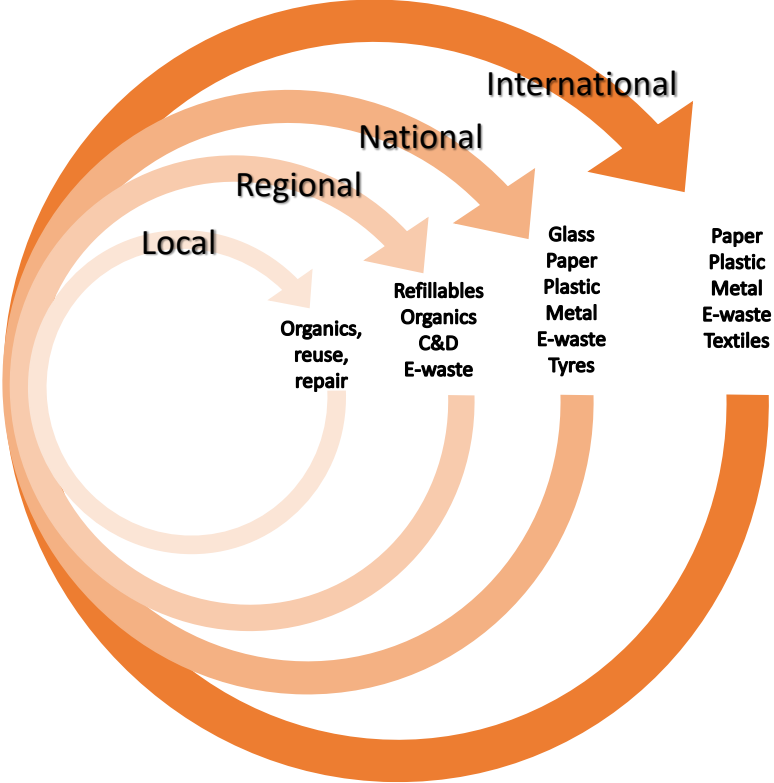 International
National
Regional
Local
Organics,
reuse,
repair
Refillables
Organics
C&D
E-waste
Glass
Paper
Plastic
Metal
E-waste
Tyres
Paper
Plastic
Metal
E-waste
Textiles